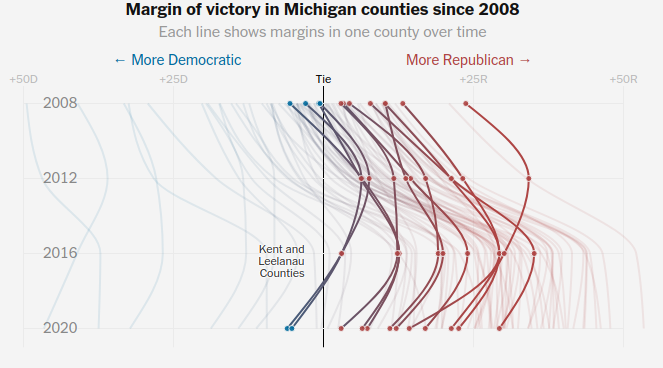 Margin of victory in Michigan counties since 2008
Each line shows margins in one county over time
← More Democratic
More Republican →
+50D
+25D
Tie
+25R
+50R
2008
2012
2016
Kent and
Leelanau
Counties
2020